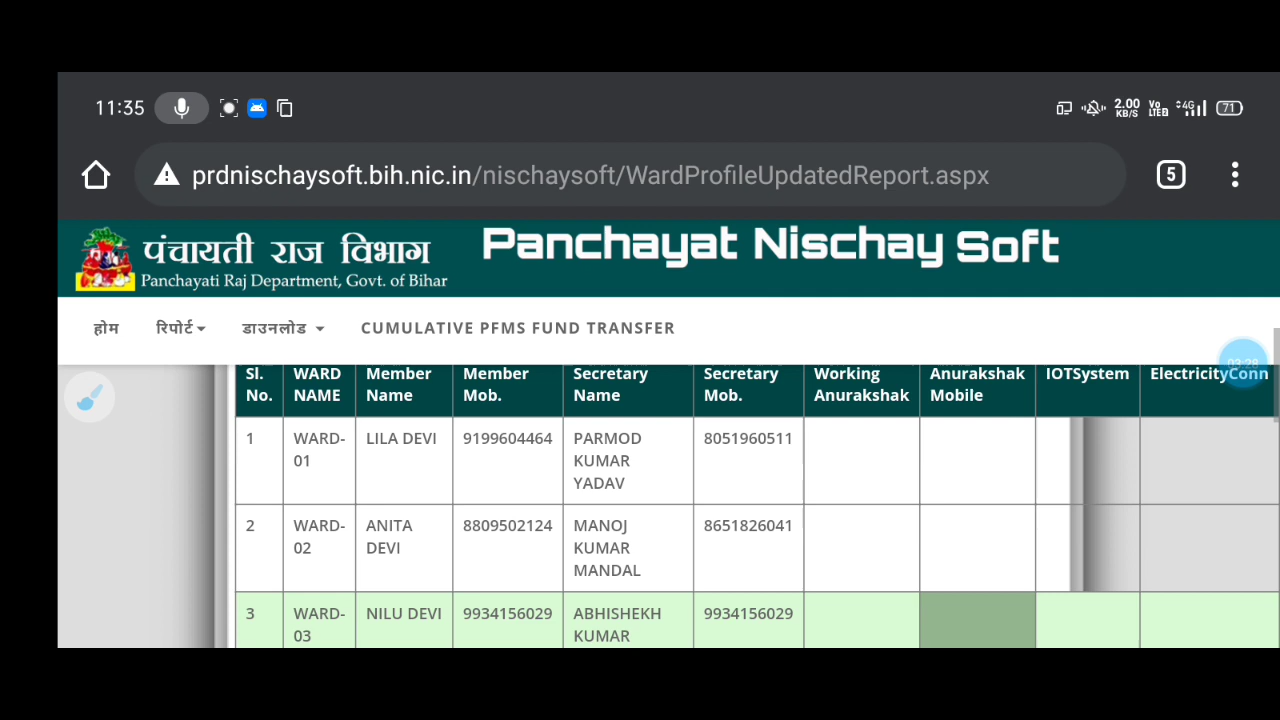 11:35 2.00 KB/S Vo LTE2 4G 71
prdnischaysoft.bih.nic.in/nischaysoft/WardProfileUpdatedReport.aspx 5
पंचायती राज विभाग Panchayat Nischay Soft
Panchayati Raj Department, Govt. of Bihar
होम रिपोर्ट डाउनलोड CUMULATIVE PFMS FUND TRANSFER
03:28
Sl. WARD Member Member Secretary Secretary Working Anurakshak IOTSystem ElectricityConn
No. NAME Name Mob. Name Mob. Anurakshak Mobile
1 WARD- LILA DEVI 9199604464 PARMOD 8051960511
01 KUMAR
YADAV
2 WARD- ANITA 8809502124 MANOJ 8651826041
02 DEVI KUMAR
MANDAL
3 WARD- NILU DEVI 9934156029 ABHISHEKH 9934156029
03 KUMAR